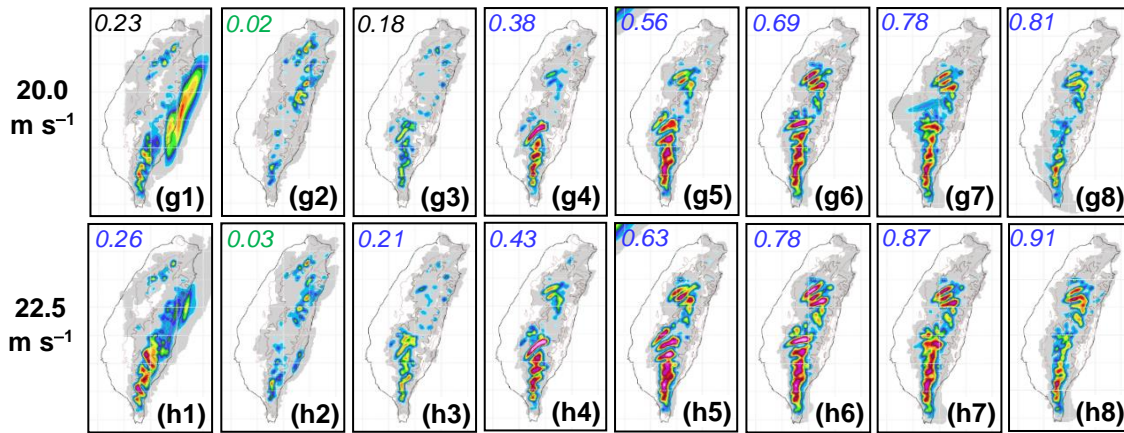 0.23 0.02 0.18 0.38 0.56 0.69 0.78 0.81
20.0
m s⁻¹
(g1) (g2) (g3) (g4) (g5) (g6) (g7) (g8)
0.26 0.03 0.21 0.43 0.63 0.78 0.87 0.91
22.5
m s⁻¹
(h1) (h2) (h3) (h4) (h5) (h6) (h7) (h8)